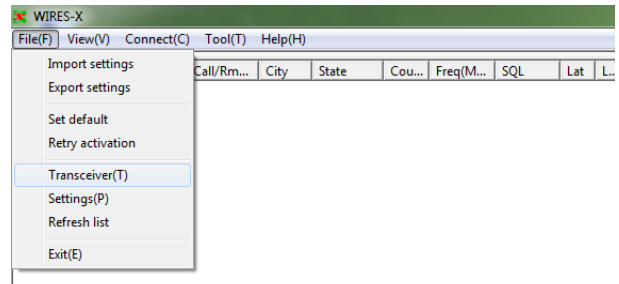 WIRES-X
File(F) View(V) Connect(C) Tool(T) Help(H)
Call/Rm... City State Cou... Freq(M... SQL Lat L...
Import settings
Export settings
Set default
Retry activation
Transceiver(T)
Settings(P)
Refresh list
Exit(E)